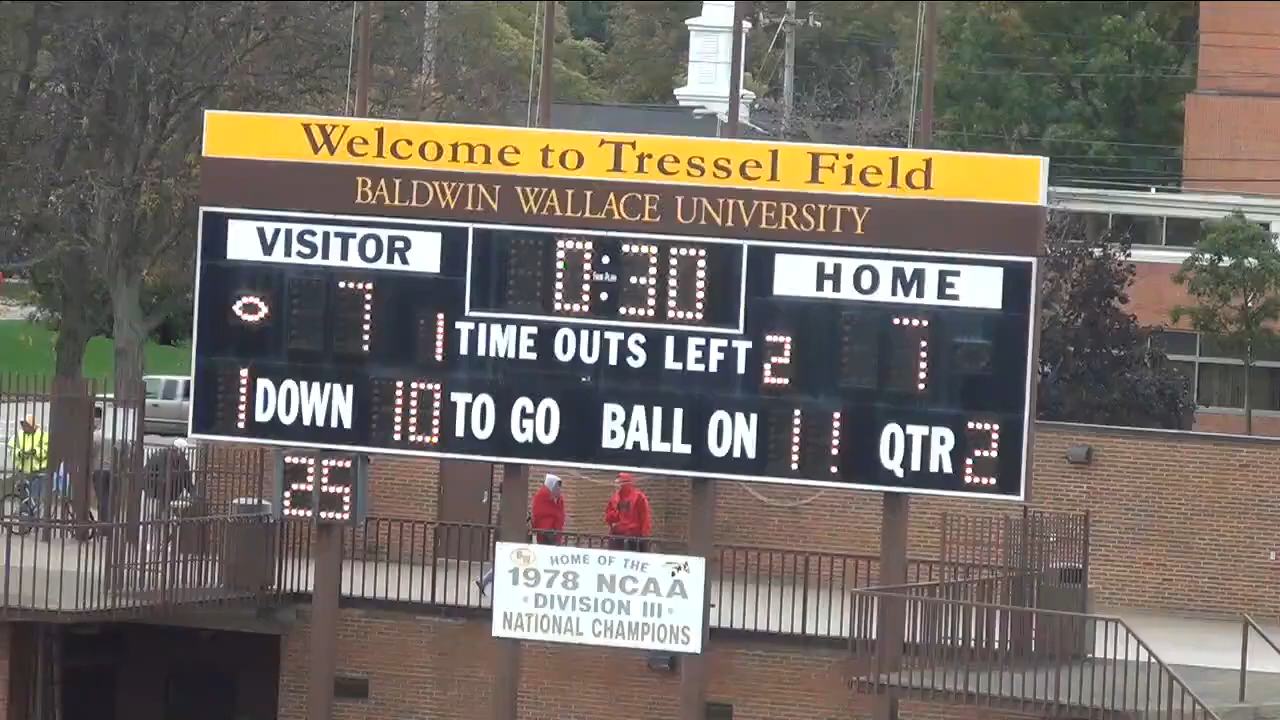 Welcome to Tressel Field
BALDWIN WALLACE UNIVERSITY
VISITOR 0:30 HOME
7 1 TIME OUTS LEFT 2 7
1 DOWN 10 TO GO BALL ON 11 QTR 2
25
HOME OF THE
1978 NCAA
• DIVISION III •
NATIONAL CHAMPIONS